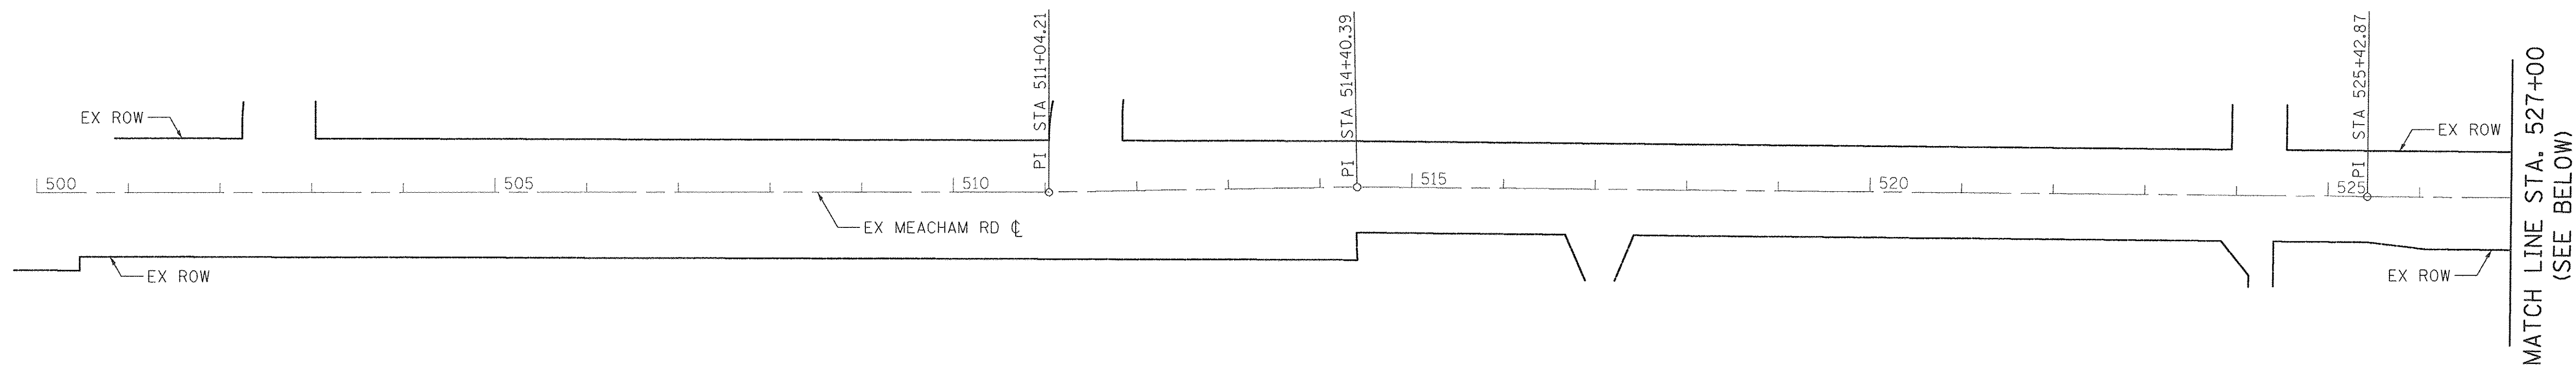 PI STA 511+04.21
PI STA 514+40.39
PI STA 525+42.87
MATCH LINE STA. 527+00
(SEE BELOW)
EX ROW
EX ROW
500
505
510
515
520
525
EX MEACHAM RD ℄
EX ROW
EX ROW